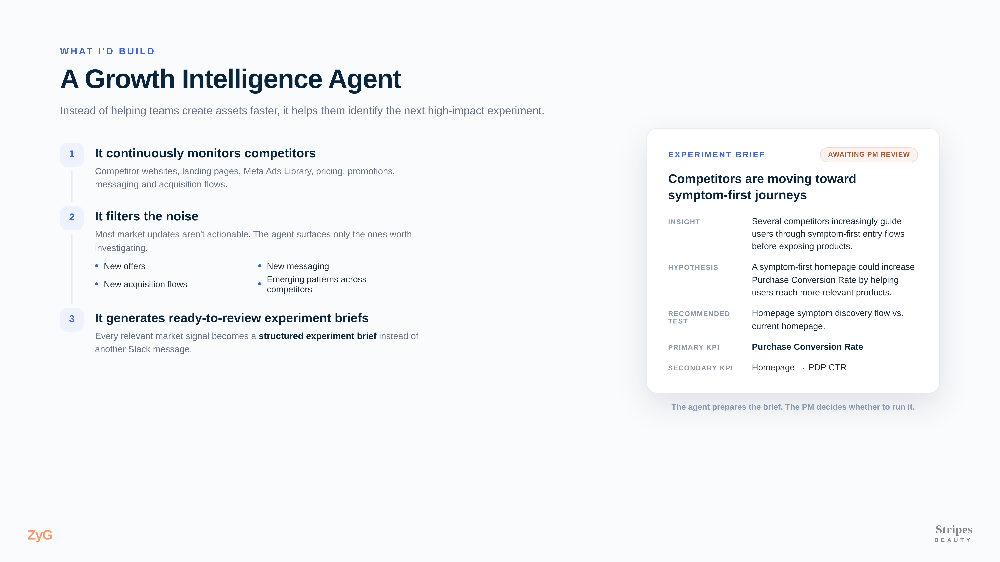 WHAT I'D BUILD
A Growth Intelligence Agent
Instead of helping teams create assets faster, it helps them identify the next high-impact experiment.
1
It continuously monitors competitors
Competitor websites, landing pages, Meta Ads Library, pricing, promotions,
messaging and acquisition flows.
2
It filters the noise
Most market updates aren't actionable. The agent surfaces only the ones worth
investigating.
New offers
New messaging
New acquisition flows
Emerging patterns across
competitors
3
It generates ready-to-review experiment briefs
Every relevant market signal becomes a structured experiment brief instead of
another Slack message.
EXPERIMENT BRIEF
AWAITING PM REVIEW
Competitors are moving toward
symptom-first journeys
INSIGHT
Several competitors increasingly guide
users through symptom-first entry flows
before exposing products.
HYPOTHESIS
A symptom-first homepage could increase
Purchase Conversion Rate by helping
users reach more relevant products.
RECOMMENDED
TEST
Homepage symptom discovery flow vs.
current homepage.
PRIMARY KPI
Purchase Conversion Rate
SECONDARY KPI
Homepage → PDP CTR
The agent prepares the brief. The PM decides whether to run it.
ZyG
Stripes
BEAUTY